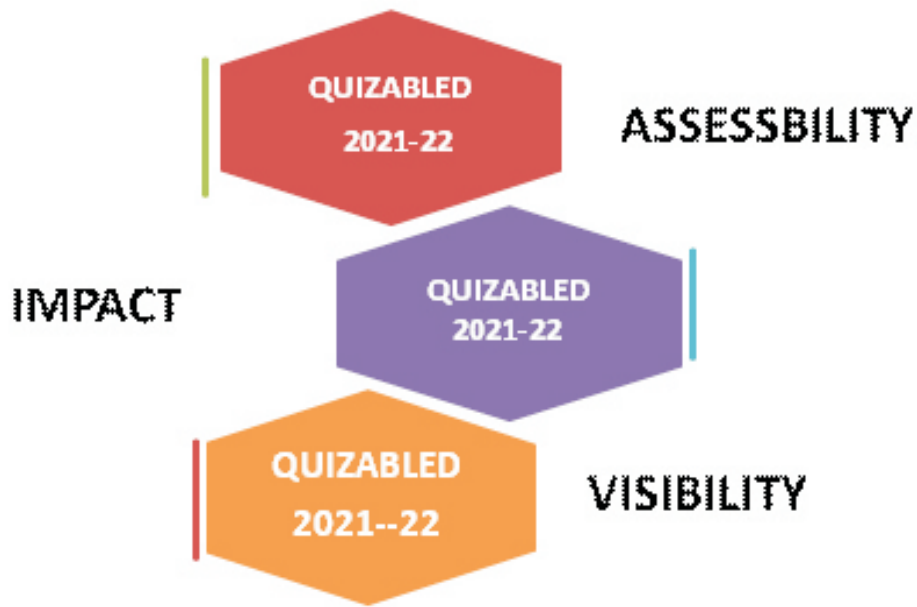 QUIZABLED
2021-22
ASSESSBILITY
IMPACT
QUIZABLED
2021-22
QUIZABLED
2021--22
VISIBILITY